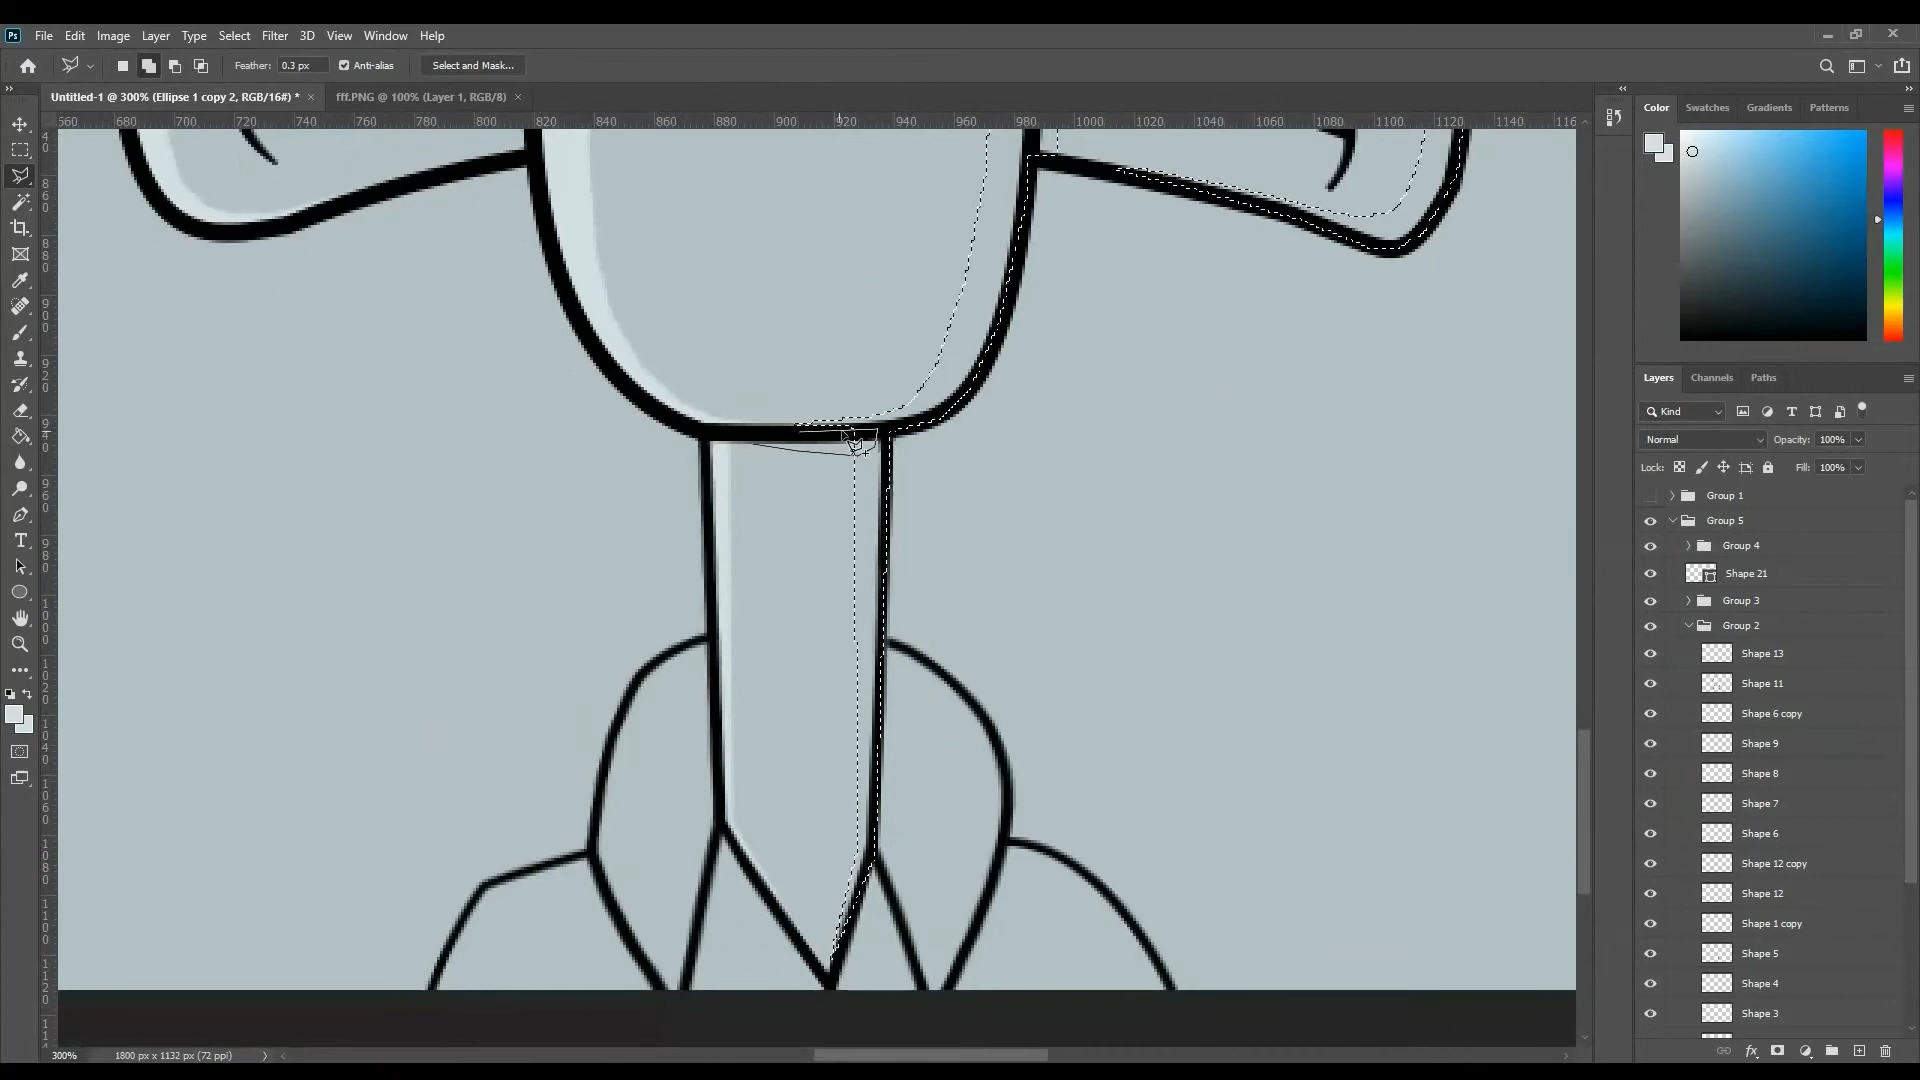 Ps File Edit Image Layer Type Select Filter 3D View Window Help
Feather: 0.3 px Anti-alias Select and Mask...
Untitled-1 @ 300% (Ellipse 1 copy 2, RGB/16#) * × fff.PNG @ 100% (Layer 1, RGB/8) ×
660 680 700 720 740 760 780 800 820 840 860 880 900 920 940 960 980 1000 1020 1040 1060 1080 1100 1120 1140 116
Color Swatches Gradients Patterns
Layers Channels Paths
Kind
Normal Opacity: 100%
Lock: Fill: 100%
Group 1
Group 5
Group 4
Shape 21
Group 3
Group 2
Shape 13
Shape 11
Shape 6 copy
Shape 9
Shape 8
Shape 7
Shape 6
Shape 12 copy
Shape 12
Shape 1 copy
Shape 5
Shape 4
Shape 3
300% 1800 px x 1132 px (72 ppi)